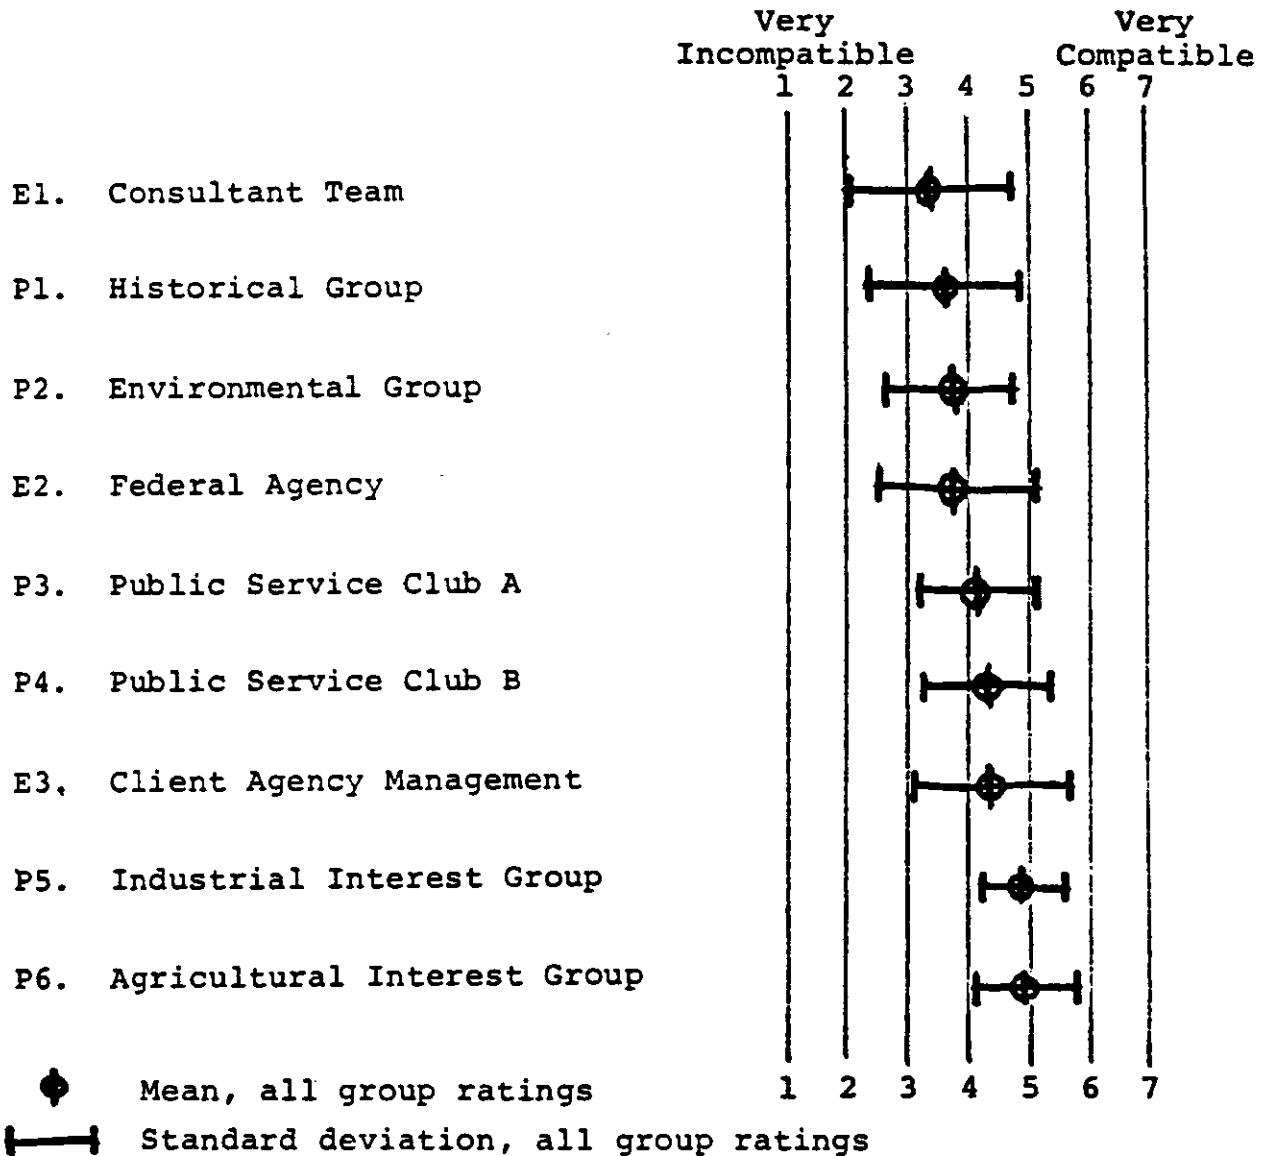 Very Very
Incompatible Compatible
1 2 3 4 5 6 7
E1. Consultant Team
P1. Historical Group
P2. Environmental Group
E2. Federal Agency
P3. Public Service Club A
P4. Public Service Club B
E3. Client Agency Management
P5. Industrial Interest Group
P6. Agricultural Interest Group
1 2 3 4 5 6 7
Mean, all group ratings
Standard deviation, all group ratings